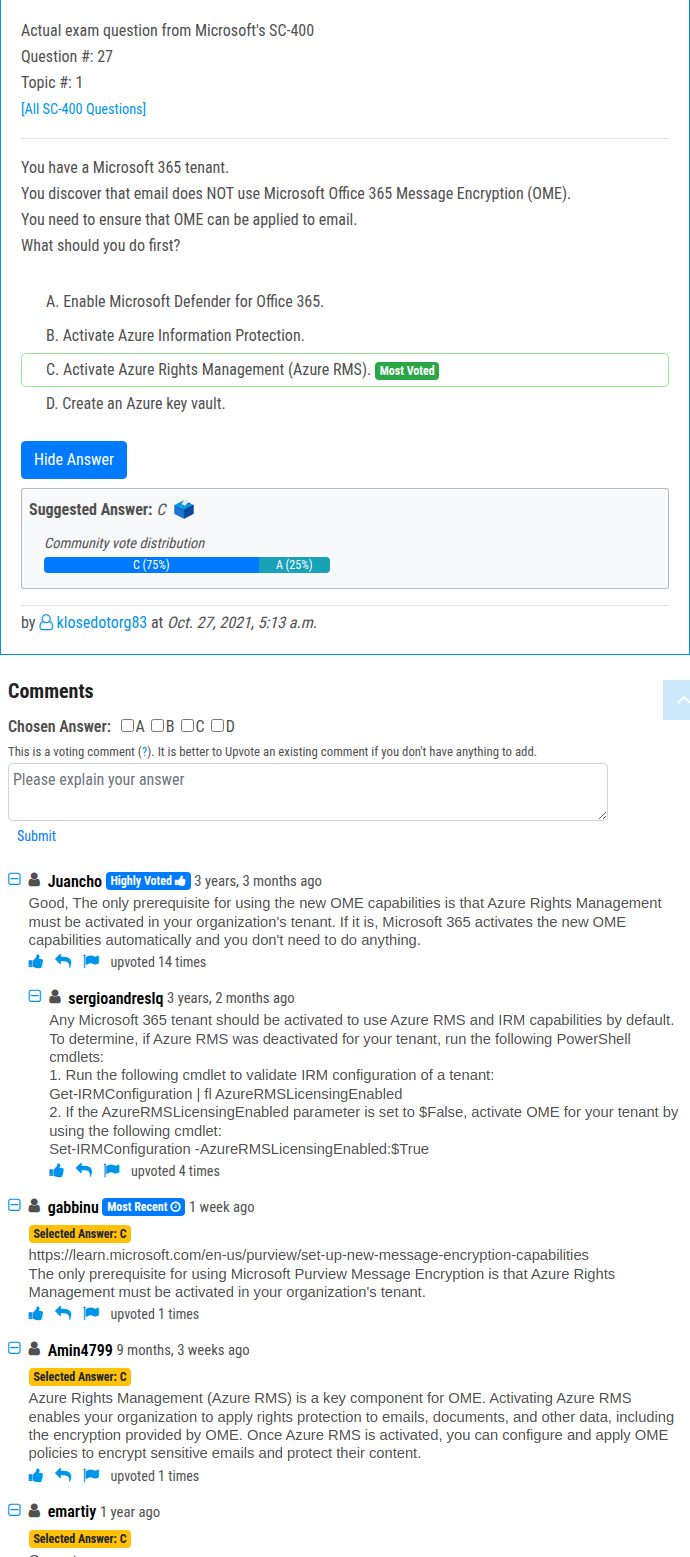 Actual exam question from Microsoft's SC-400
Question #: 27
Topic #: 1
[All SC-400 Questions]
You have a Microsoft 365 tenant.
You discover that email does NOT use Microsoft Office 365 Message Encryption (OME).
You need to ensure that OME can be applied to email.
What should you do first?
A. Enable Microsoft Defender for Office 365.
B. Activate Azure Information Protection.
C. Activate Azure Rights Management (Azure RMS). Most Voted
D. Create an Azure key vault.
Hide Answer
Suggested Answer: C
Community vote distribution
C (75%) A (25%)
by klosedotorg83 at Oct. 27, 2021, 5:13 a.m.
Comments
Chosen Answer: A B C D
This is a voting comment (?). It is better to Upvote an existing comment if you don't have anything to add.
Please explain your answer
Submit
Juancho Highly Voted 3 years, 3 months ago
Good, The only prerequisite for using the new OME capabilities is that Azure Rights Management
must be activated in your organization's tenant. If it is, Microsoft 365 activates the new OME
capabilities automatically and you don't need to do anything.
upvoted 14 times
sergioandreslq 3 years, 2 months ago
Any Microsoft 365 tenant should be activated to use Azure RMS and IRM capabilities by default.
To determine, if Azure RMS was deactivated for your tenant, run the following PowerShell
cmdlets:
1. Run the following cmdlet to validate IRM configuration of a tenant:
Get-IRMConfiguration | fl AzureRMSLicensingEnabled
2. If the AzureRMSLicensingEnabled parameter is set to $False, activate OME for your tenant by
using the following cmdlet:
Set-IRMConfiguration -AzureRMSLicensingEnabled:$True
upvoted 4 times
gabbinu Most Recent 1 week ago
Selected Answer: C
https://learn.microsoft.com/en-us/purview/set-up-new-message-encryption-capabilities
The only prerequisite for using Microsoft Purview Message Encryption is that Azure Rights
Management must be activated in your organization's tenant.
upvoted 1 times
Amin4799 9 months, 3 weeks ago
Selected Answer: C
Azure Rights Management (Azure RMS) is a key component for OME. Activating Azure RMS
enables your organization to apply rights protection to emails, documents, and other data, including
the encryption provided by OME. Once Azure RMS is activated, you can configure and apply OME
policies to encrypt sensitive emails and protect their content.
upvoted 1 times
emartiy 1 year ago
Selected Answer: C